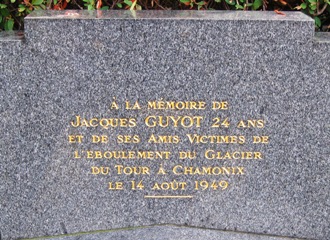 À LA MÉMOIRE DE
JACQUES GUYOT 24 ANS
ET DE SES AMIS VICTIMES DE
L'EBOULEMENT DU GLACIER
DU TOUR À CHAMONIX
LE 14 AOUT 1949